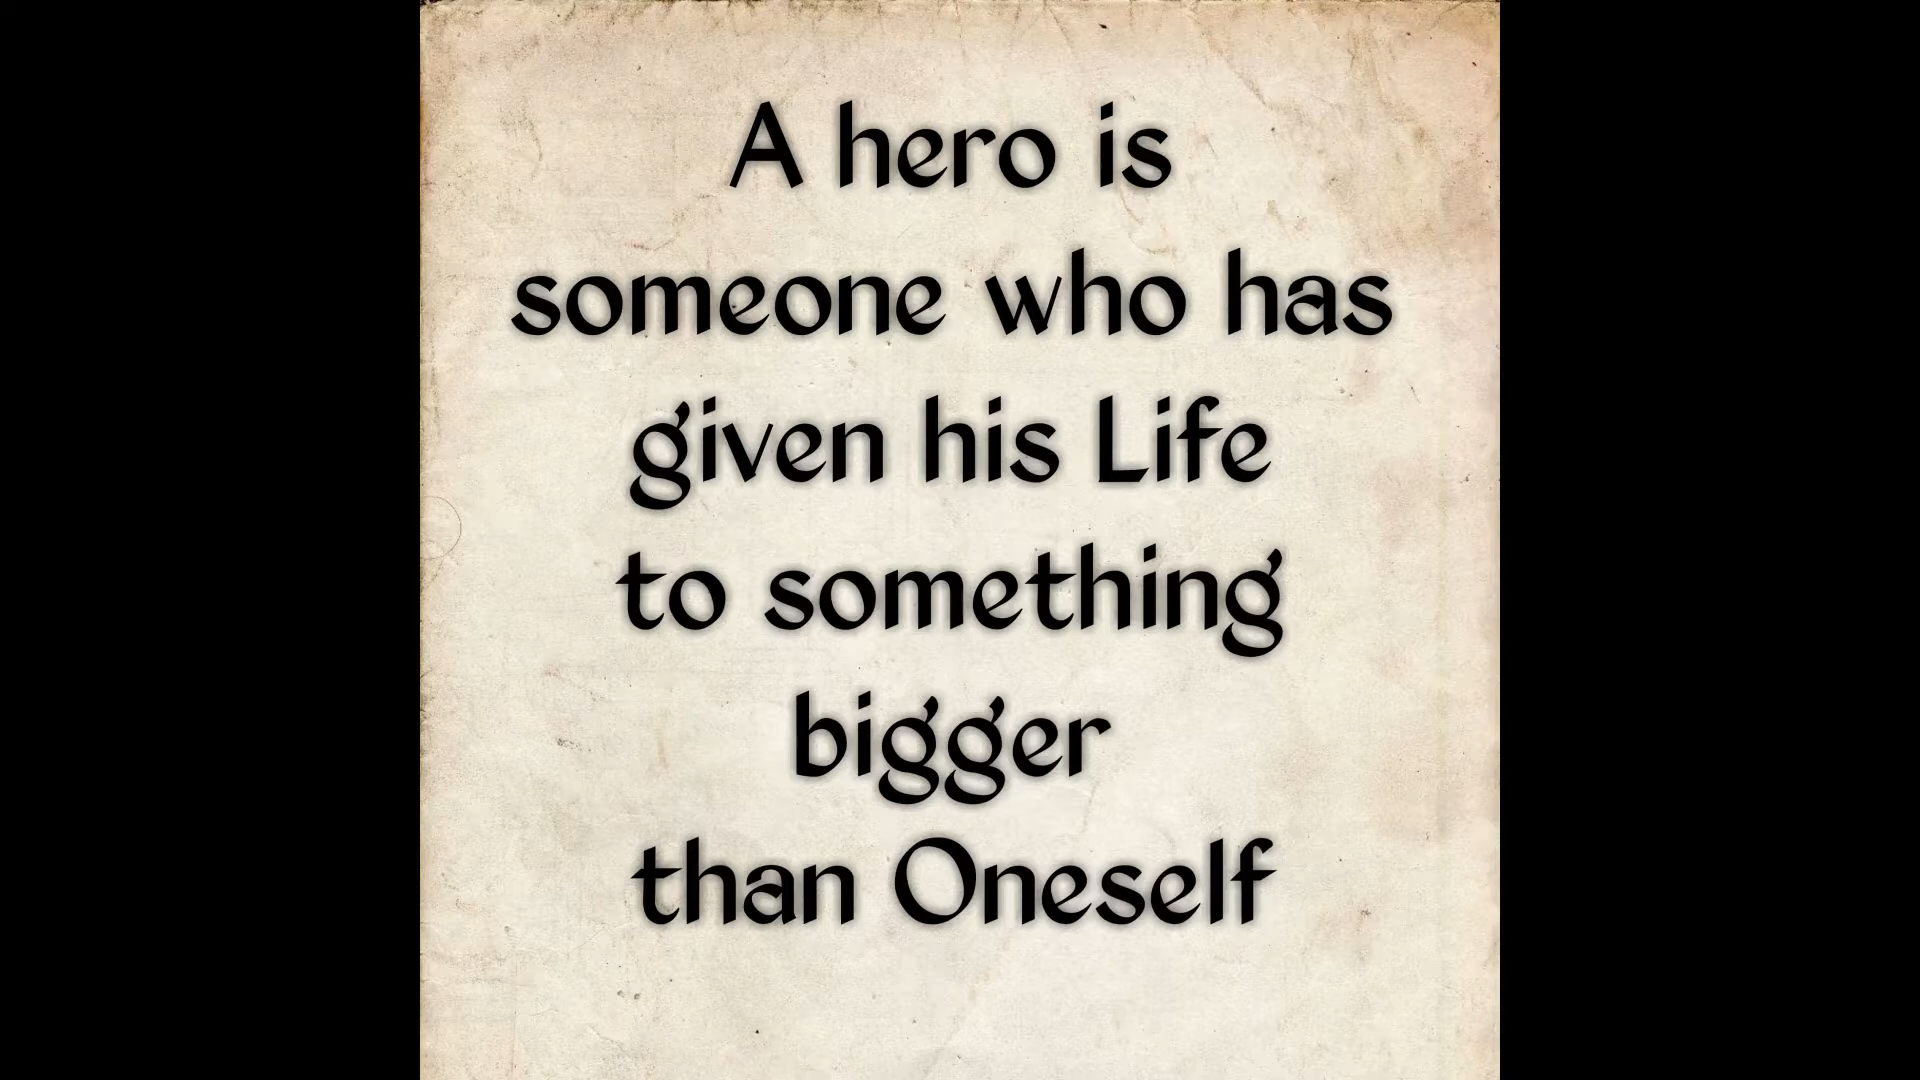 A hero is
someone who has
given his Life
to something
bigger
than Oneself